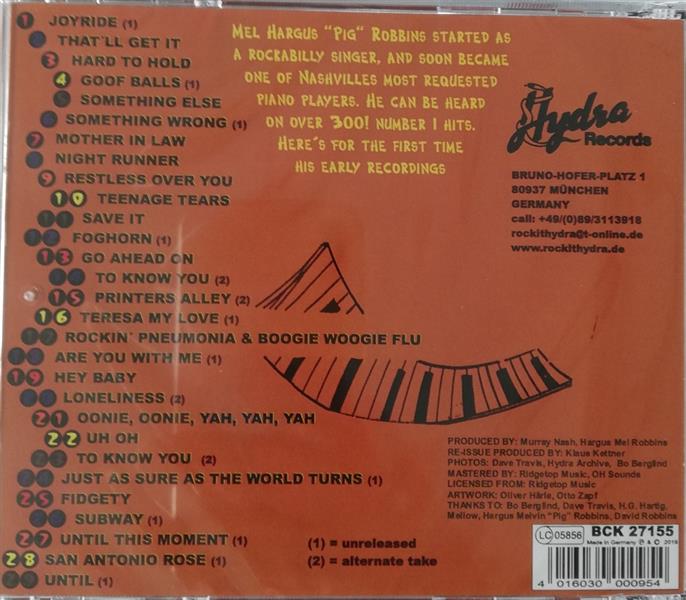 1 JOYRIDE (1)
THAT'LL GET IT
3 HARD TO HOLD
4 GOOF BALLS (1)
5 SOMETHING ELSE
SOMETHING WRONG (1)
7 MOTHER IN LAW
NIGHT RUNNER
9 RESTLESS OVER YOU
10 TEENAGE TEARS
11 SAVE IT
12 FOGHORN (1)
13 GO AHEAD ON
TO KNOW YOU (2)
15 PRINTERS ALLEY (2)
16 TERESA MY LOVE (1)
17 ROCKIN' PNEUMONIA & BOOGIE WOOGIE FLU
ARE YOU WITH ME (1)
19 HEY BABY
LONELINESS (2)
21 OONIE, OONIE, YAH, YAH, YAH
22 UH OH
TO KNOW YOU (2)
JUST AS SURE AS THE WORLD TURNS (1)
25 FIDGETY
SUBWAY (1)
27 UNTIL THIS MOMENT (1)
28 SAN ANTONIO ROSE (1)
UNTIL (1)
MEL HARGUS "PIG" ROBBINS STARTED AS
A ROCKABILLY SINGER, AND SOON BECAME
ONE OF NASHVILLES MOST REQUESTED
PIANO PLAYERS. HE CAN BE HEARD
ON OVER 300! NUMBER 1 HITS.
HERE'S FOR THE FIRST TIME
HIS EARLY RECORDINGS
Hydra
Records
BRUNO-HOFER-PLATZ 1
80937 MÜNCHEN
GERMANY
call: +49/(0)89/3113918
rockithydra@t-online.de
www.rockithydra.de
(1) = unreleased
(2) = alternate take
PRODUCED BY: Murray Nash, Hargus Mel Robbins
RE-ISSUE PRODUCED BY: Klaus Kettner
PHOTOS: Dave Travis, Hydra Archive, Bo Berglind
MASTERED BY: Ridgetop Music, OH Sounds
LICENSED FROM: Ridgetop Music
ARTWORK: Oliver Härle, Otto Zapf
THANKS TO: Bo Berglind, Dave Travis, H.G. Hartig,
Mellow, Hargus Melvin "Pig" Robbins, David Robbins
LC 05856
BCK 27155
Made in Germany ℗ & © 2019
4 016030 000954